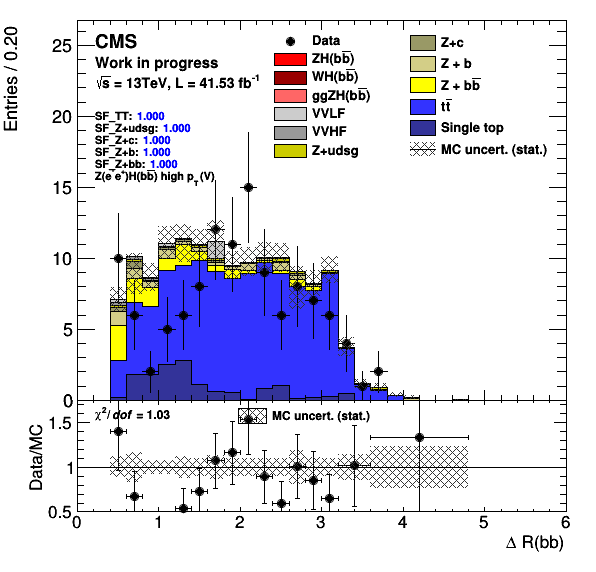 CMS
Work in progress
√s = 13TeV, L = 41.53 fb⁻¹
SF_TT: 1.000
SF_Z+udsg: 1.000
SF_Z+c: 1.000
SF_Z+b: 1.000
SF_Z+bb: 1.000
Z(e⁻e⁺)H(bb̅) high p_T(V)
Data
ZH(bb̅)
WH(bb̅)
ggZH(bb̅)
VVLF
VVHF
Z+udsg
Z+c
Z + b
Z + bb̅
tt̅
Single top
MC uncert. (stat.)
Entries / 0.20
25
20
15
10
5
0
χ²/dof = 1.03
MC uncert. (stat.)
Data/MC
1.5
1
0.5
0 1 2 3 4 5 6
Δ R(bb)